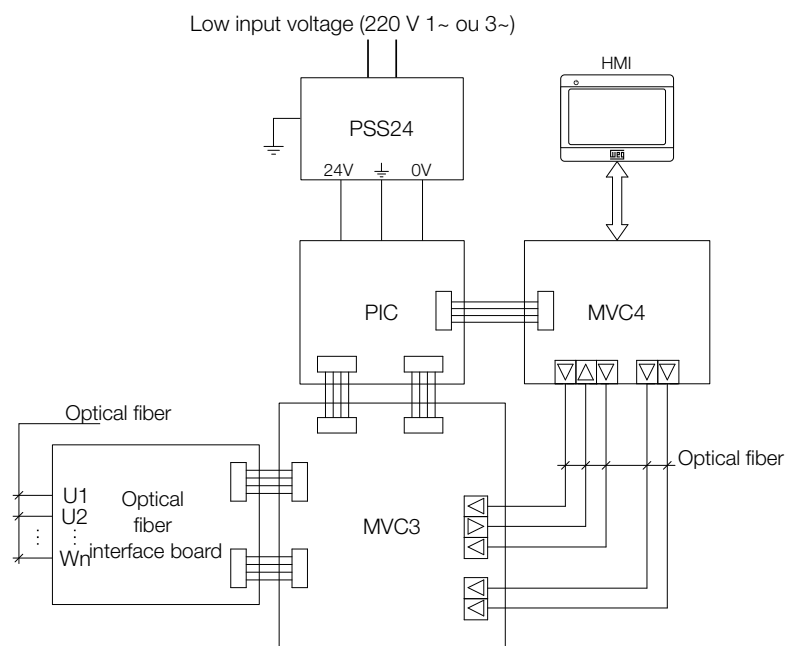 Low input voltage (220 V 1~ ou 3~)
HMI
PSS24
24V
0V
WEG
PIC
MVC4
Optical fiber
Optical fiber
U1
U2
Wn
Optical
fiber
interface board
MVC3